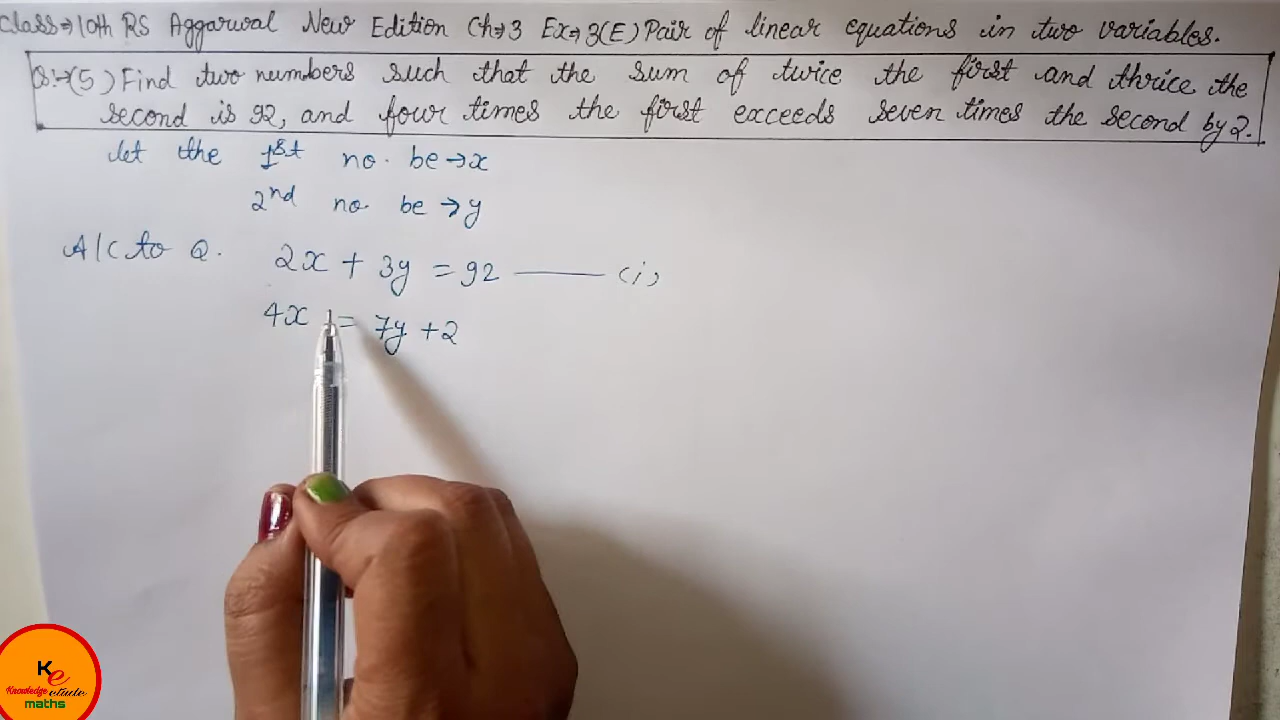 Class→10th RS Aggarwal New Edition Ch→3 Ex→3(E) Pair of linear equations in two variables.
Q:→(5) Find two numbers such that the sum of twice the first and thrice the
second is 92, and four times the first exceeds seven times the second by 2.
let the 1st no. be→x
2nd no. be→y
A/C to Q. 2x + 3y = 92 —— (i)
4x = 7y + 2
Ke
Knowledge etude
maths